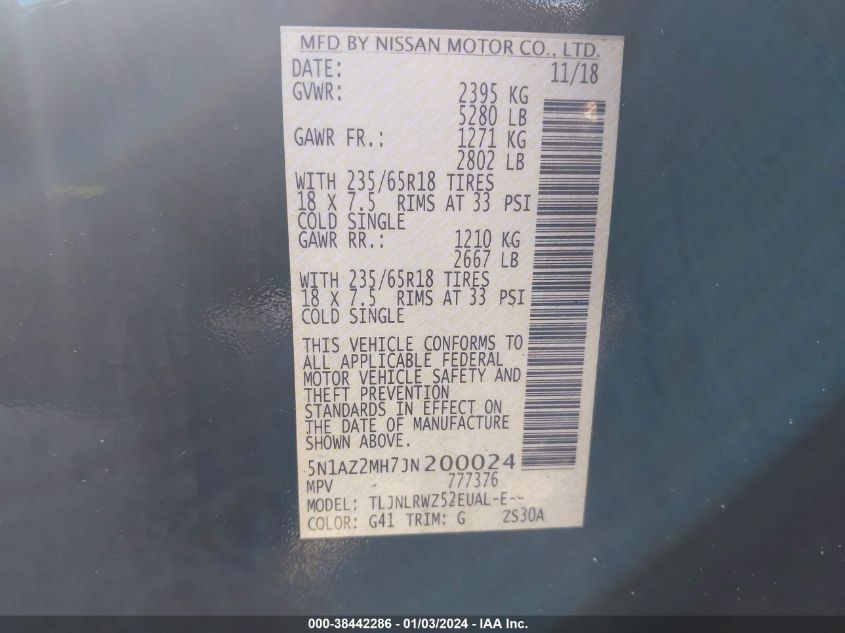 MFD BY NISSAN MOTOR CO., LTD.
DATE: 11/18
GVWR: 2395 KG
5280 LB
GAWR FR.: 1271 KG
2802 LB
WITH 235/65R18 TIRES
18 X 7.5 RIMS AT 33 PSI
COLD SINGLE
GAWR RR.: 1210 KG
2667 LB
WITH 235/65R18 TIRES
18 X 7.5 RIMS AT 33 PSI
COLD SINGLE
THIS VEHICLE CONFORMS TO
ALL APPLICABLE FEDERAL
MOTOR VEHICLE SAFETY AND
THEFT PREVENTION
STANDARDS IN EFFECT ON
THE DATE OF MANUFACTURE
SHOWN ABOVE.
5N1AZ2MH7JN200024
MPV 777376
MODEL: TLJNLRWZ52EUAL-E--
COLOR: G41 TRIM: G ZS30A
000-38442286 - 01/03/2024 - IAA Inc.